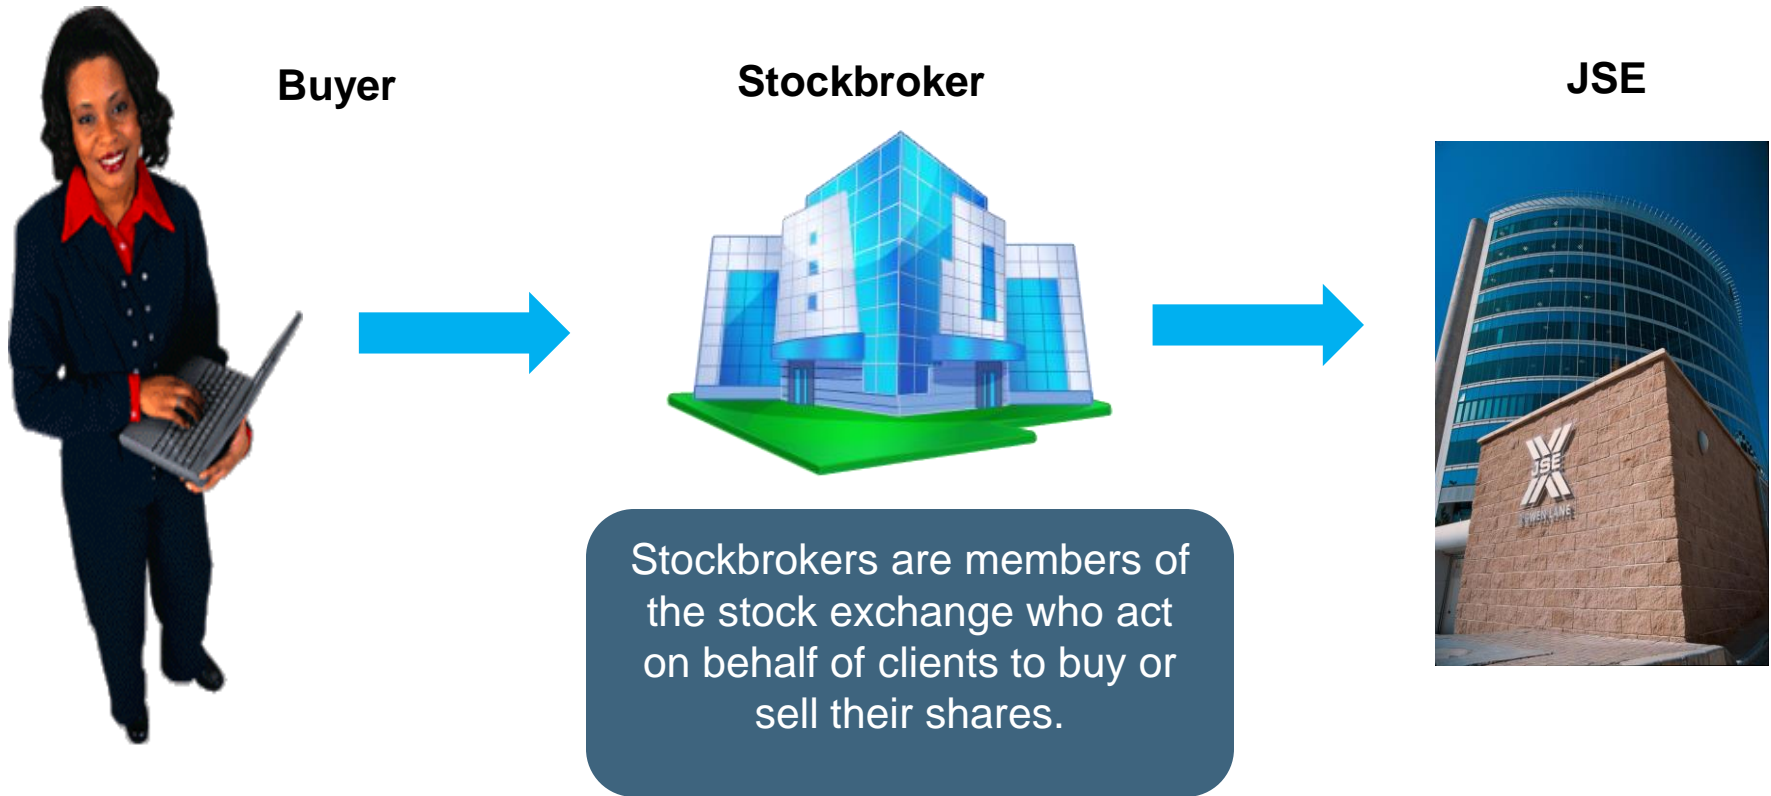 Buyer
Stockbroker
JSE
JSE
Stockbrokers are members of
the stock exchange who act
on behalf of clients to buy or
sell their shares.